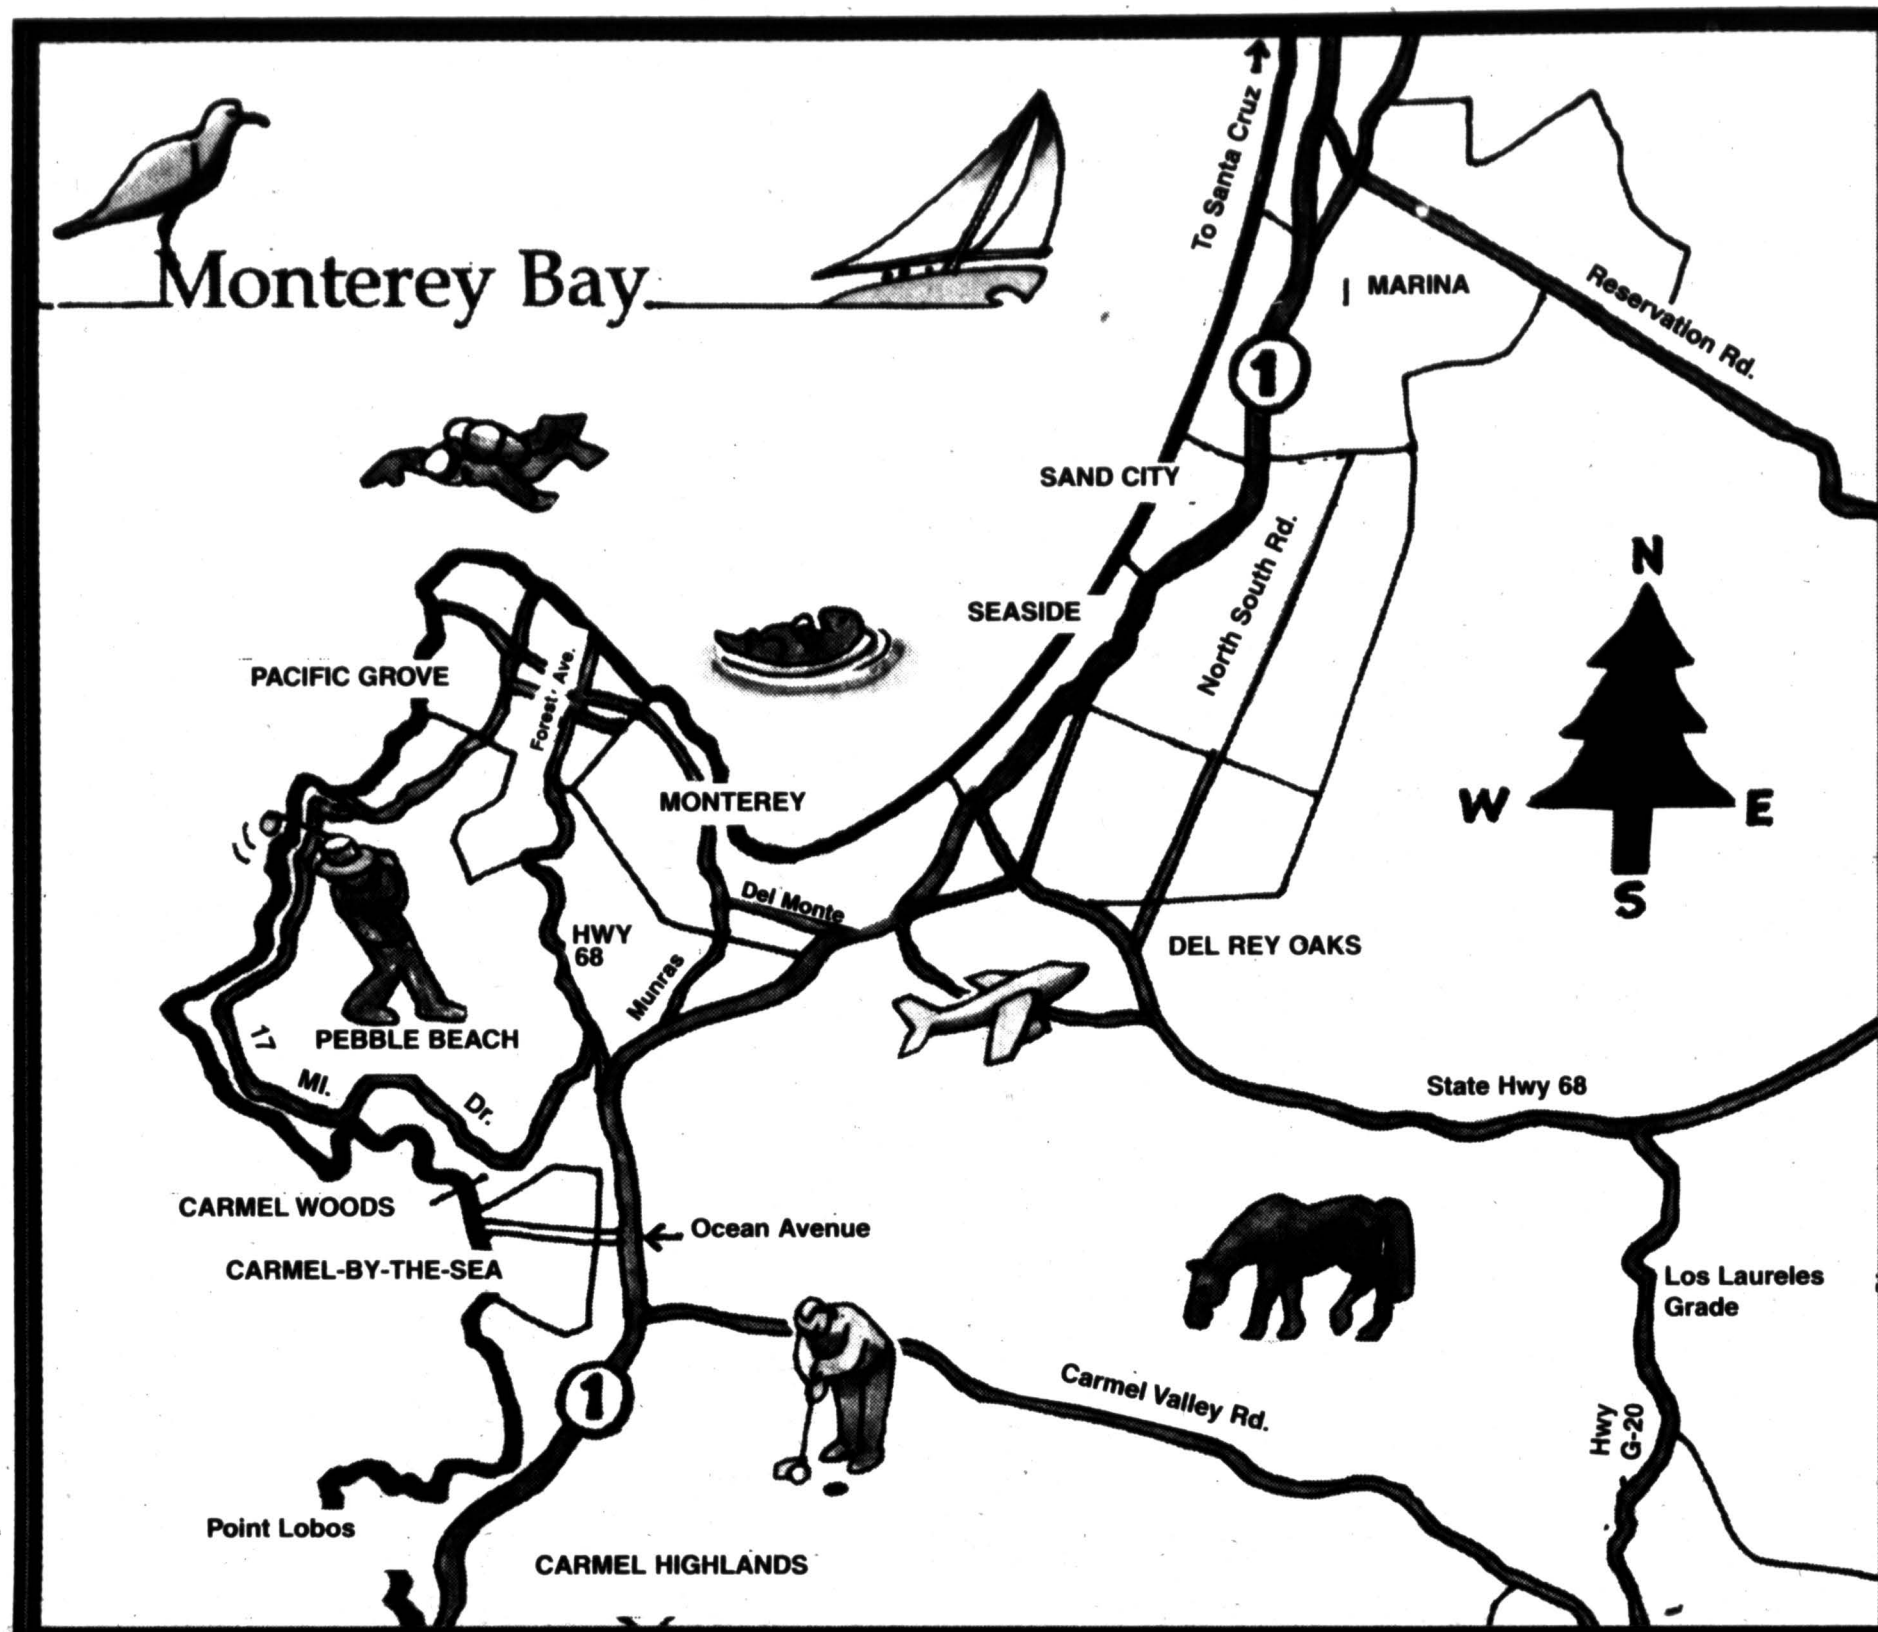 To Santa Cruz
Monterey Bay
MARINA
Reservation Rd.
1
SAND CITY
North South Rd.
N
SEASIDE
PACIFIC GROVE
Forest Ave.
MONTEREY
W
E
S
Del Monte
HWY
68
Munras
DEL REY OAKS
17
PEBBLE BEACH
MI.
Dr.
State Hwy 68
CARMEL WOODS
Ocean Avenue
CARMEL-BY-THE-SEA
Los Laureles
Grade
1
Carmel Valley Rd.
Hwy
G-20
Point Lobos
CARMEL HIGHLANDS